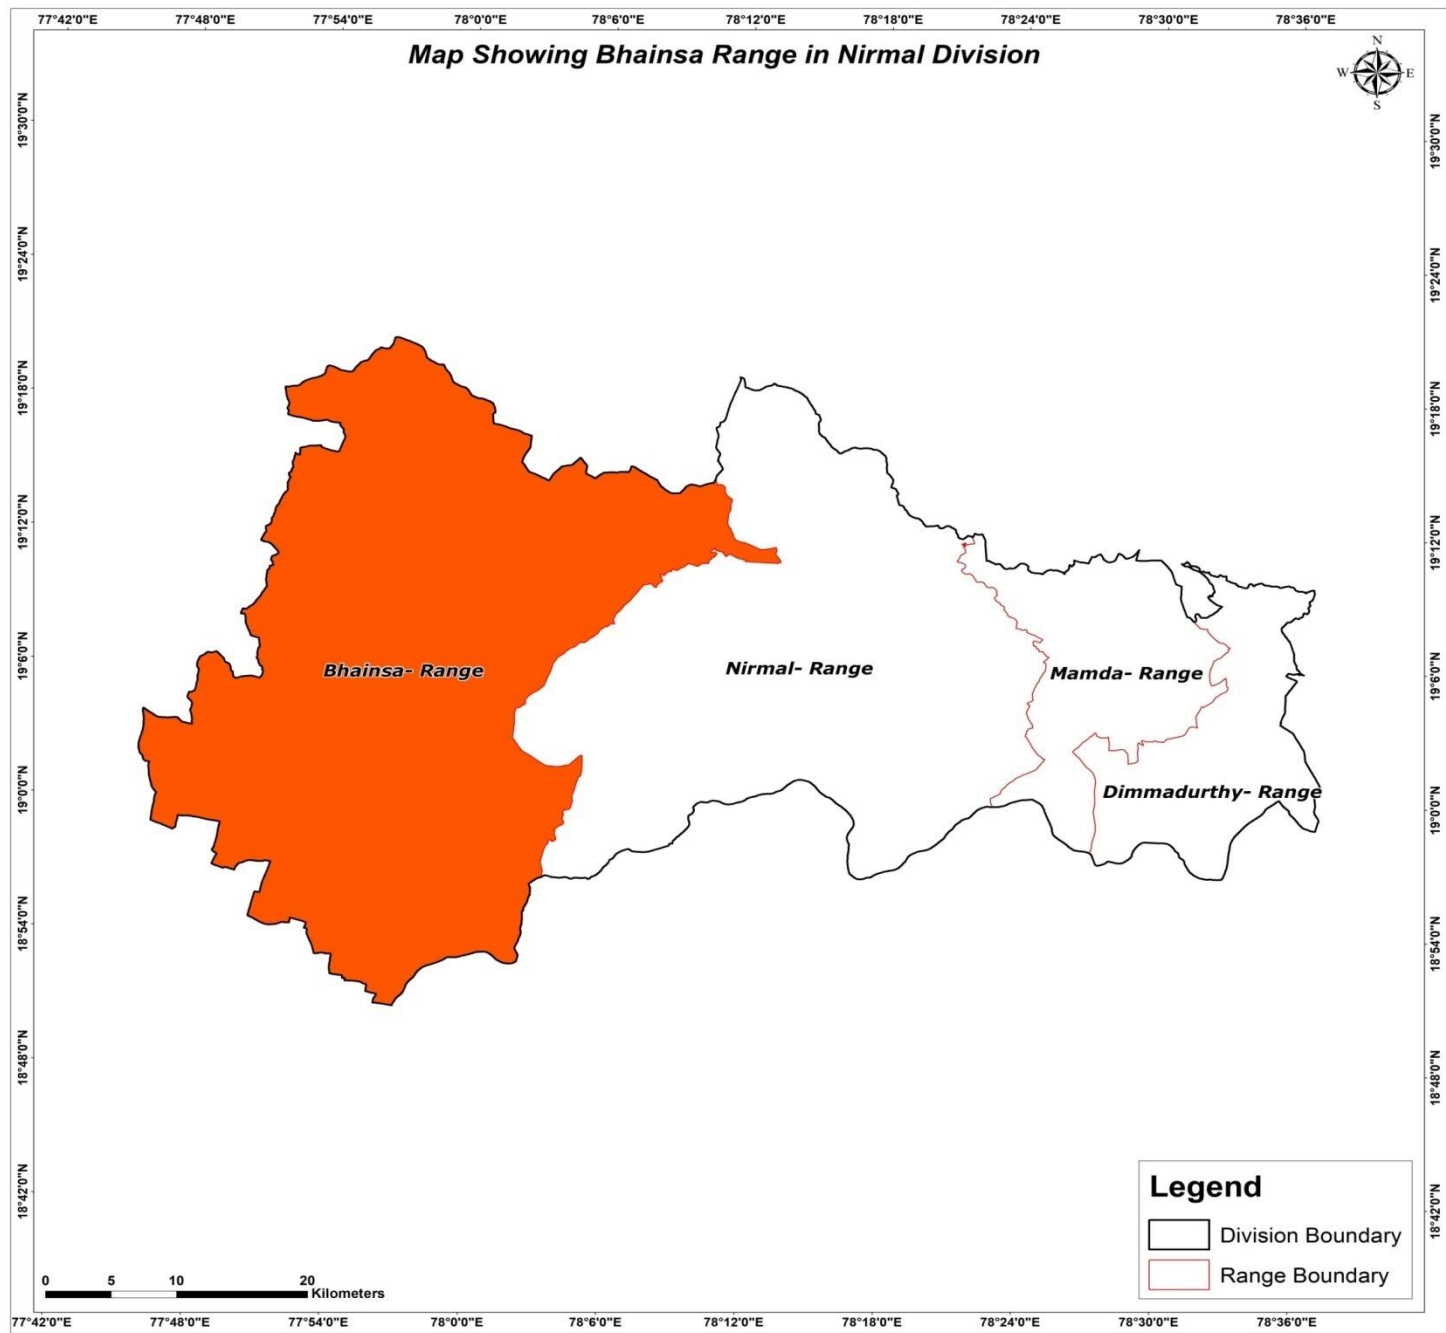 77°42'0"E 77°48'0"E 77°54'0"E 78°0'0"E 78°6'0"E 78°12'0"E 78°18'0"E 78°24'0"E 78°30'0"E 78°36'0"E
Map Showing Bhainsa Range in Nirmal Division
N
W E
S
19°30'0"N 19°30'0"N
19°24'0"N 19°24'0"N
19°18'0"N 19°18'0"N
19°12'0"N 19°12'0"N
19°6'0"N 19°6'0"N
Bhainsa- Range
Nirmal- Range
Mamda- Range
19°0'0"N 19°0'0"N
Dimmadurthy- Range
18°54'0"N 18°54'0"N
18°48'0"N 18°48'0"N
18°42'0"N 18°42'0"N
Legend
Division Boundary
Range Boundary
0 5 10 20
Kilometers
77°42'0"E 77°48'0"E 77°54'0"E 78°0'0"E 78°6'0"E 78°12'0"E 78°18'0"E 78°24'0"E 78°30'0"E 78°36'0"E